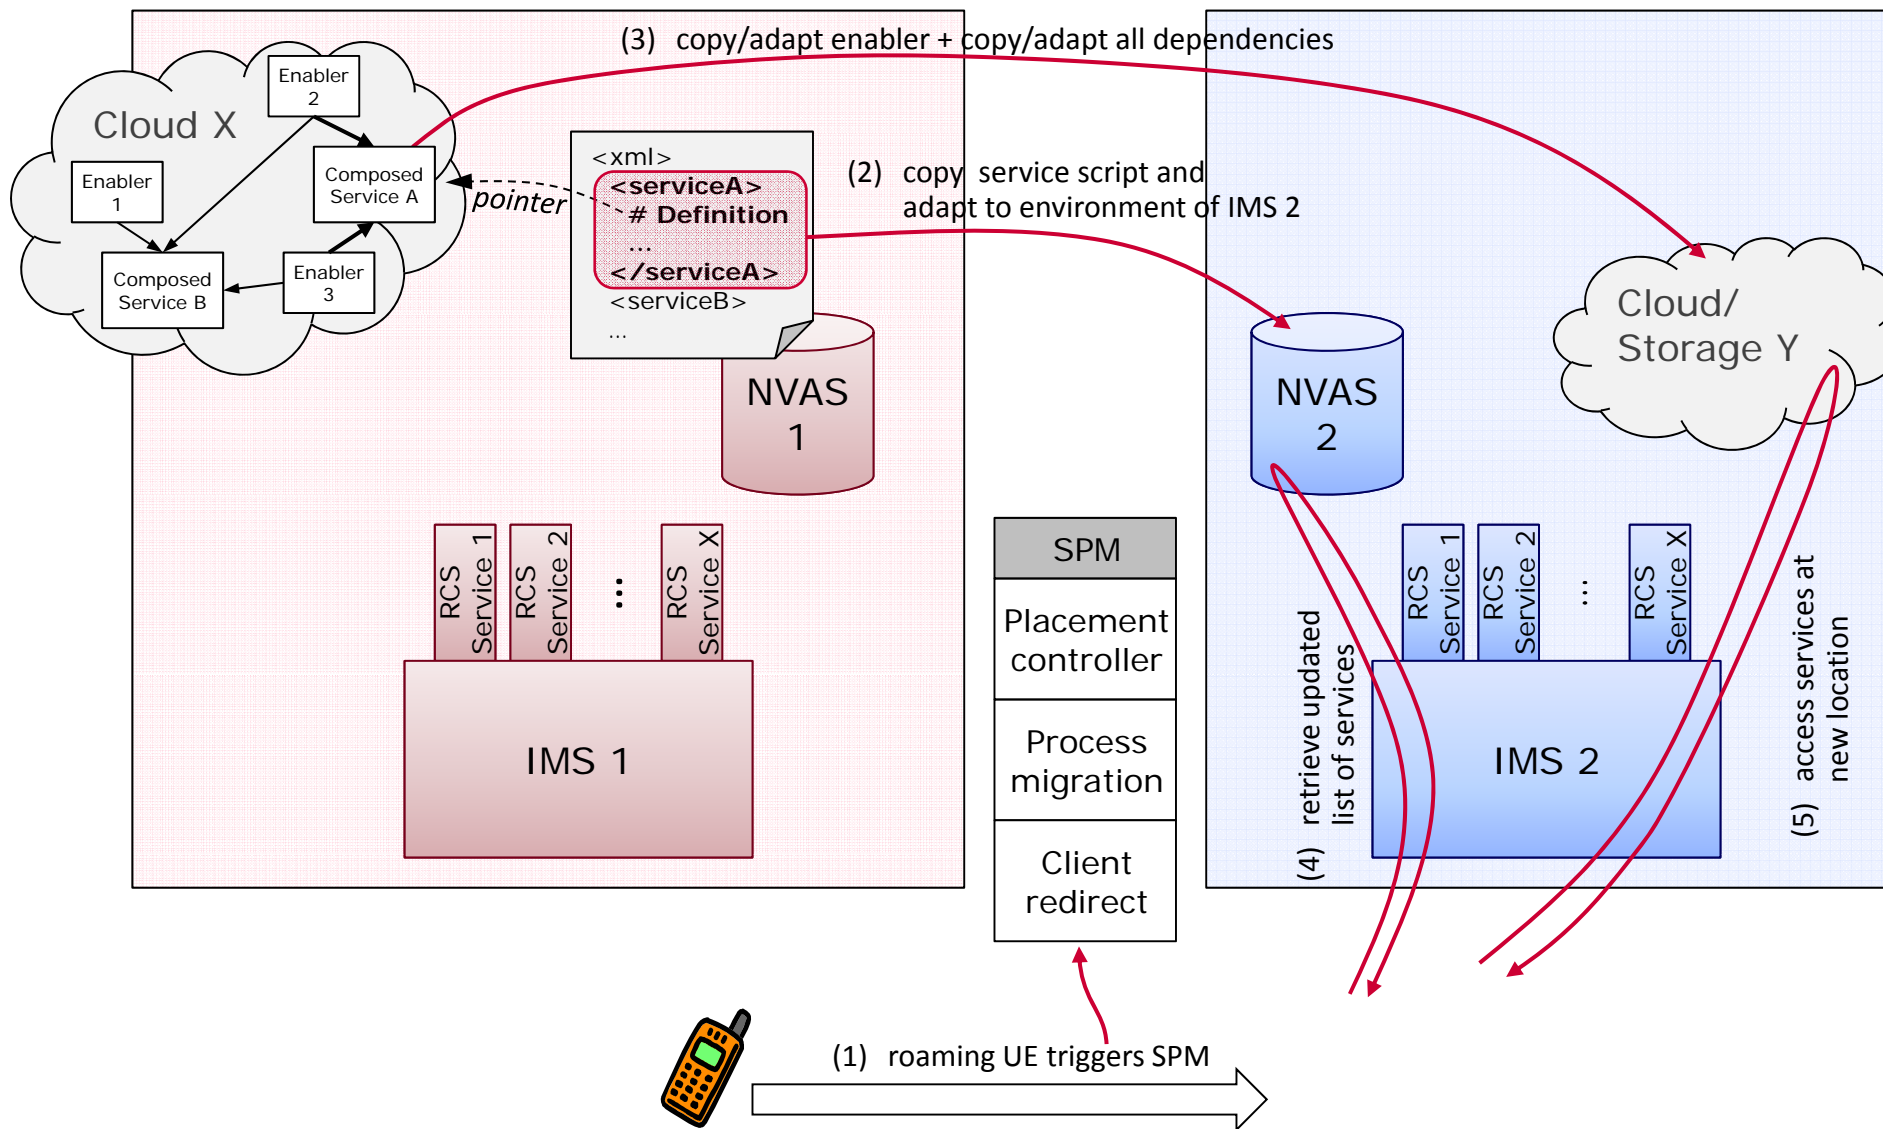 (3) copy/adapt enabler + copy/adapt all dependencies
Cloud X
Enabler
2
Enabler
1
Composed
Service A
Composed
Service B
Enabler
3
pointer
<xml>
<serviceA>
# Definition
...
</serviceA>
<serviceB>
...
(2) copy service script and
adapt to environment of IMS 2
NVAS
1
NVAS
2
Cloud/
Storage Y
RCS
Service 1
RCS
Service 2
...
RCS
Service X
IMS 1
SPM
Placement
controller
Process
migration
Client
redirect
(4) retrieve updated
list of services
RCS
Service 1
RCS
Service 2
...
RCS
Service X
IMS 2
(5) access services at
new location
(1) roaming UE triggers SPM